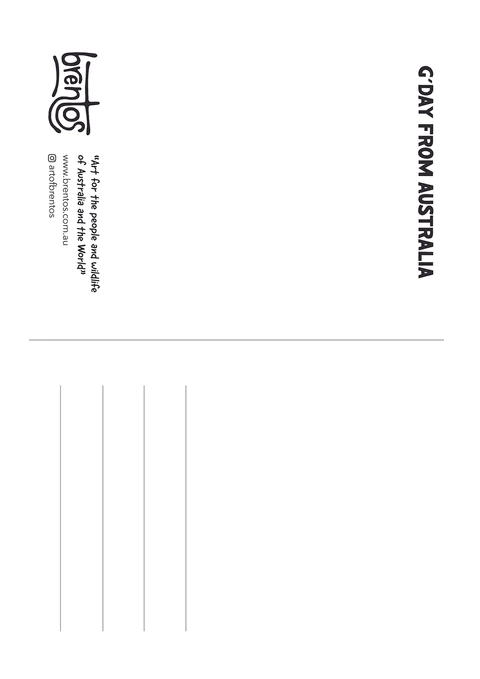 G'DAY FROM AUSTRALIA
brentos
"Art for the people and wildlife
of Australia and the World"
www.brentos.com.au
artofbrentos